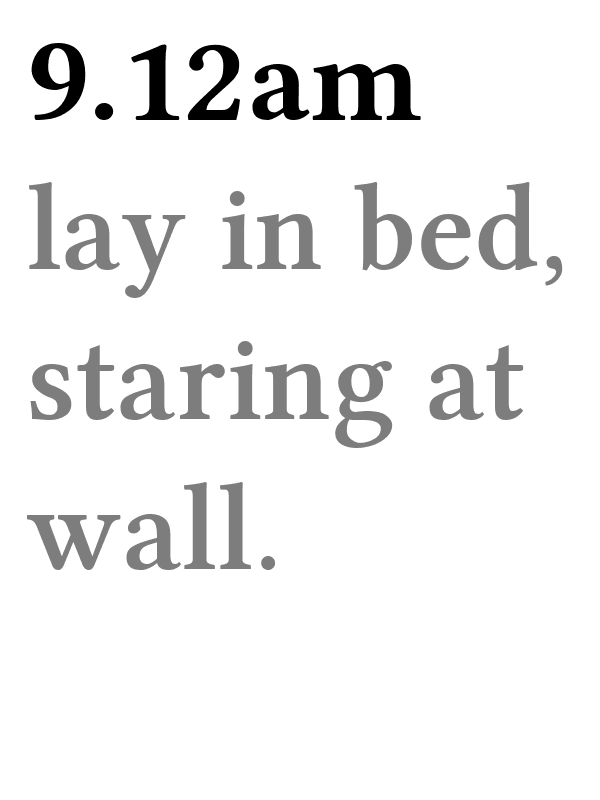 9.12am
lay in bed,
staring at
wall.